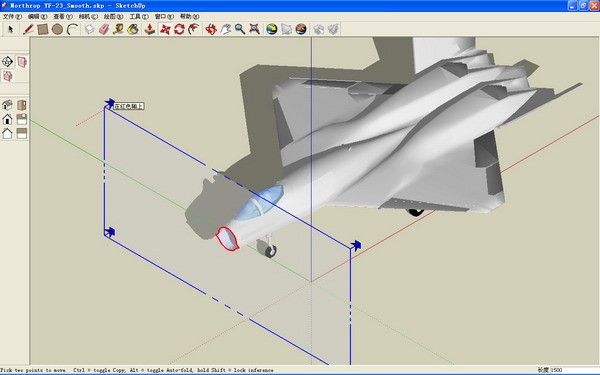 Northrop YF-23_Smooth.skp - SketchUp
文件(F) 编辑(E) 查看(V) 相机(C) 绘图(R) 工具(T) 窗口(W) 帮助(H)
在红色轴上
Pick two points to move. Ctrl = toggle Copy, Alt = toggle Auto-fold, hold Shift = lock inference
长度 1500